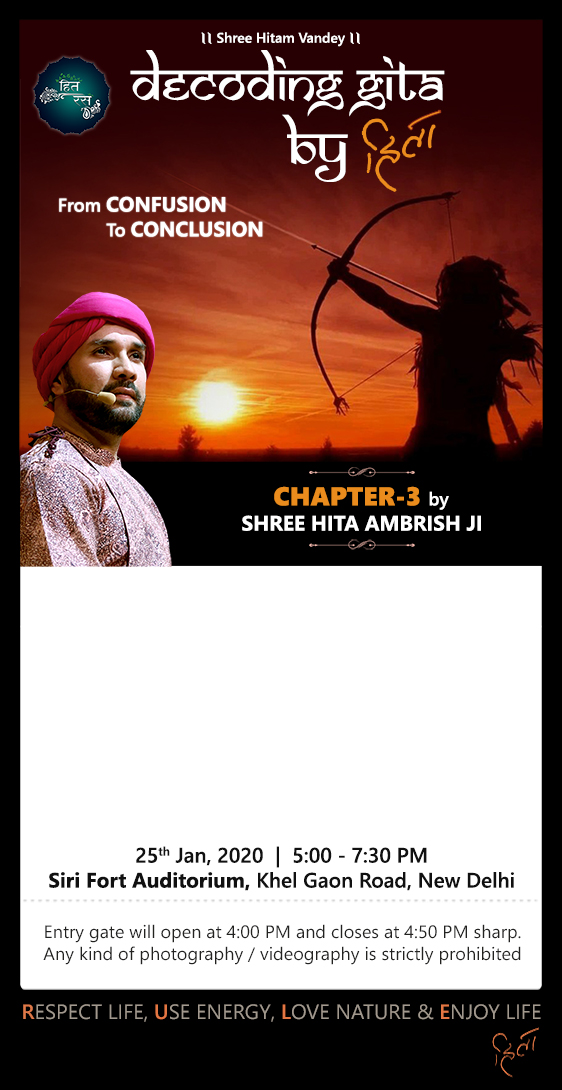 ॥ Shree Hitam Vandey ॥
हित
रस
decoding gita
by हिता
From CONFUSION
To CONCLUSION
CHAPTER-3 by
SHREE HITA AMBRISH JI
25th Jan, 2020 | 5:00 - 7:30 PM
Siri Fort Auditorium, Khel Gaon Road, New Delhi
Entry gate will open at 4:00 PM and closes at 4:50 PM sharp.
Any kind of photography / videography is strictly prohibited
RESPECT LIFE, USE ENERGY, LOVE NATURE & ENJOY LIFE
हिता